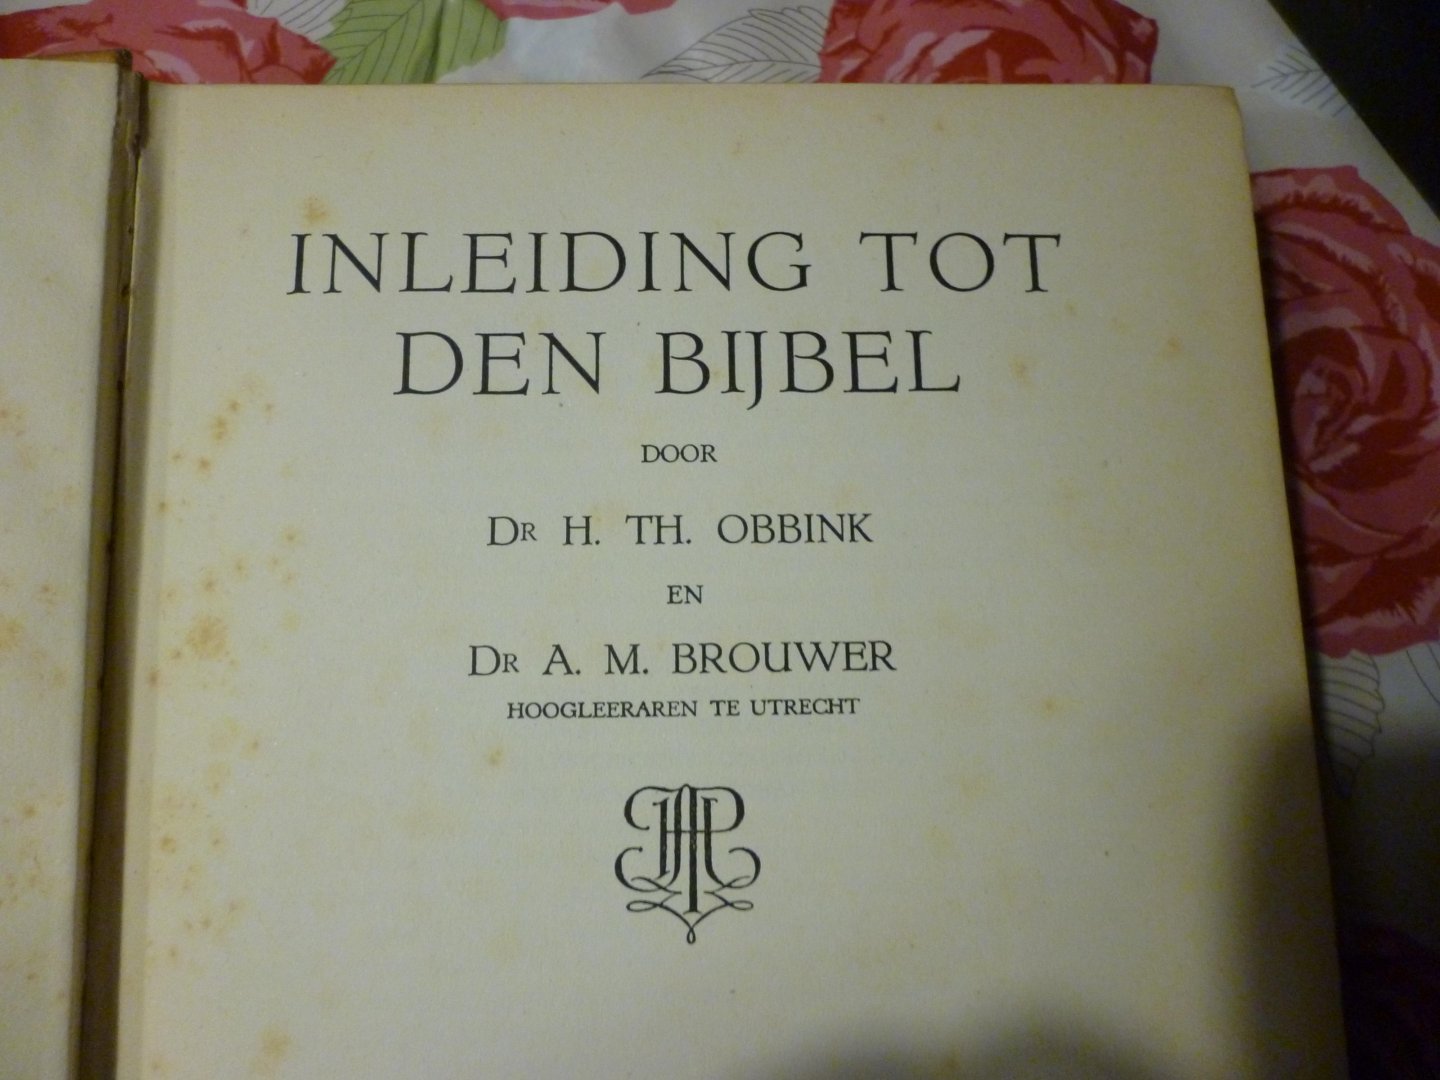 INLEIDING TOT
DEN BIJBEL
DOOR
DR H. TH. OBBINK
EN
DR A. M. BROUWER
HOOGLEERAREN TE UTRECHT